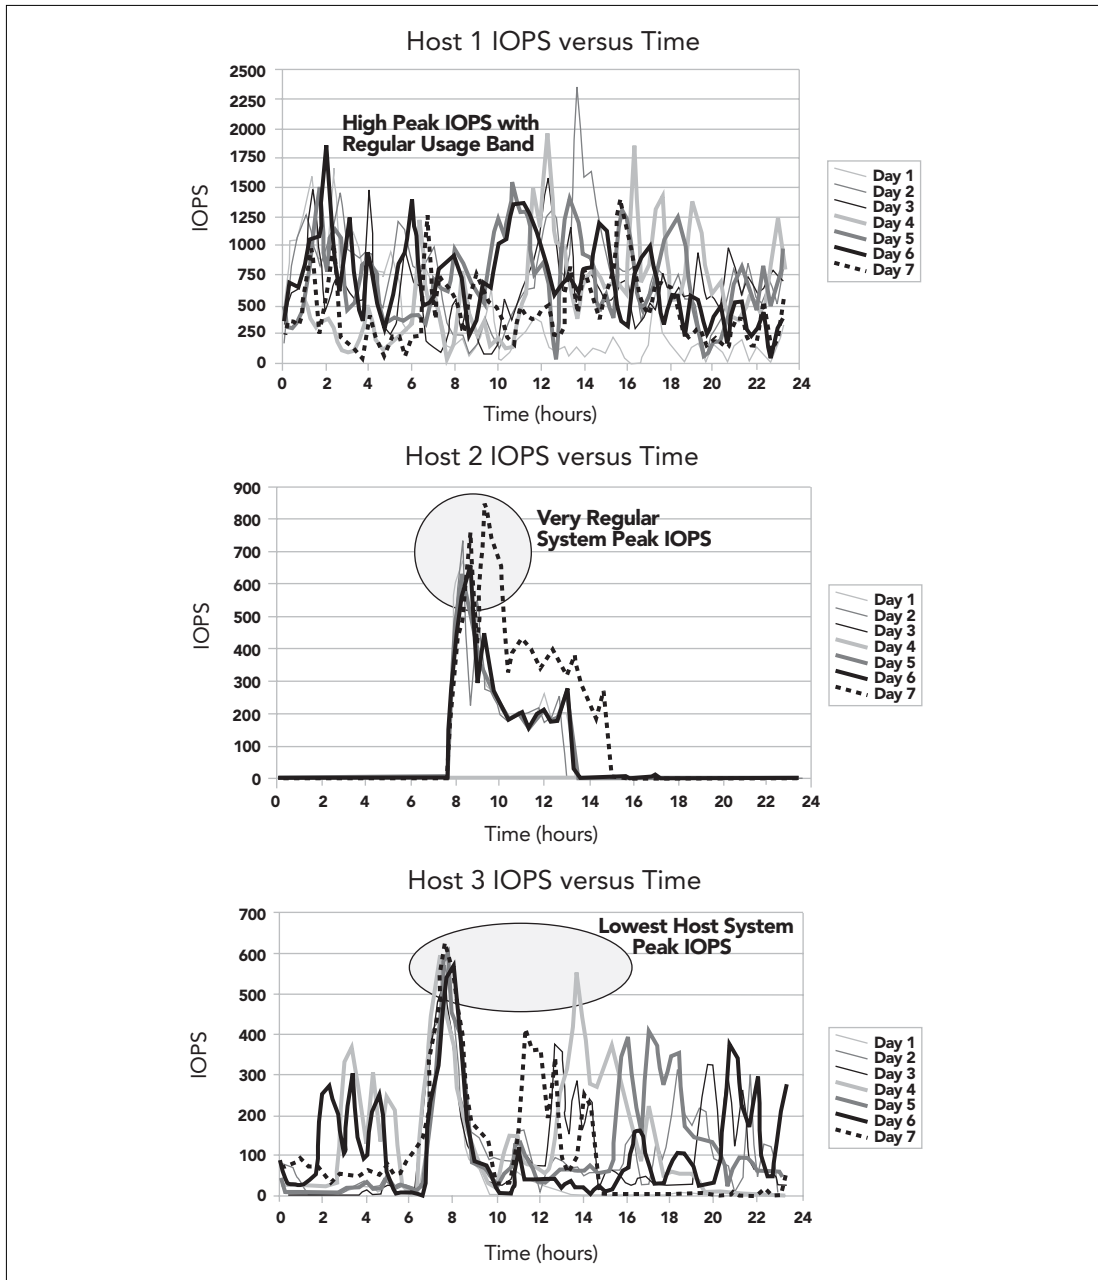 Host 1 IOPS versus Time
2500
2250
2000
1750
1500
1250
1000
750
500
250
0
IOPS
High Peak IOPS with
Regular Usage Band
0 2 4 6 8 10 12 14 16 18 20 22 24
Time (hours)
Day 1
Day 2
Day 3
Day 4
Day 5
Day 6
Day 7
Host 2 IOPS versus Time
900
800
700
600
500
400
300
200
100
0
IOPS
Very Regular
System Peak IOPS
0 2 4 6 8 10 12 14 16 18 20 22 24
Time (hours)
Day 1
Day 2
Day 3
Day 4
Day 5
Day 6
Day 7
Host 3 IOPS versus Time
700
600
500
400
300
200
100
0
IOPS
Lowest Host System
Peak IOPS
0 2 4 6 8 10 12 14 16 18 20 22 24
Time (hours)
Day 1
Day 2
Day 3
Day 4
Day 5
Day 6
Day 7